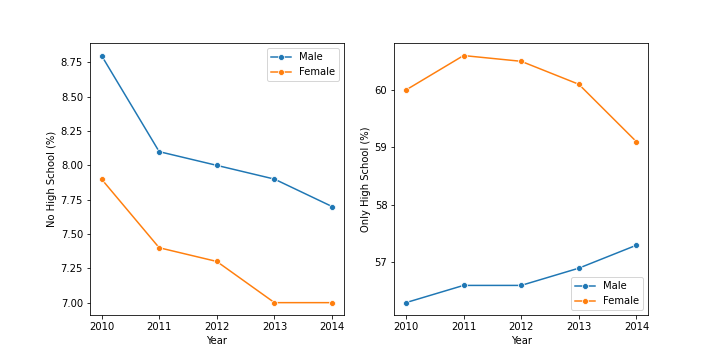 No High School (%)
8.75
8.50
8.25
8.00
7.75
7.50
7.25
7.00
Male
Female
2010 2011 2012 2013 2014
Year
Only High School (%)
60
59
58
57
Male
Female
2010 2011 2012 2013 2014
Year